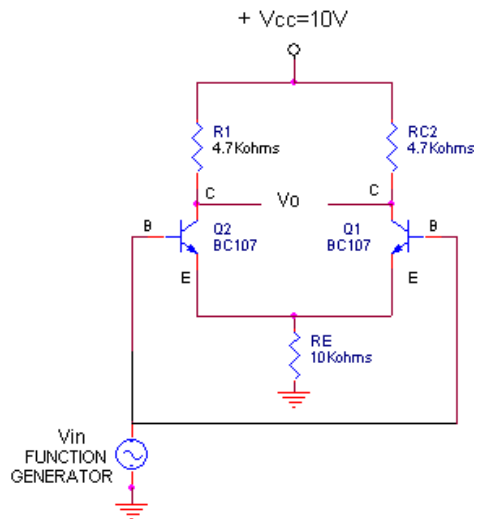 + Vcc=10V
R1
4.7Kohms
RC2
4.7Kohms
C
Vo
C
B
Q2
BC107
Q1
BC107
B
E
E
RE
10Kohms
Vin
FUNCTION
GENERATOR